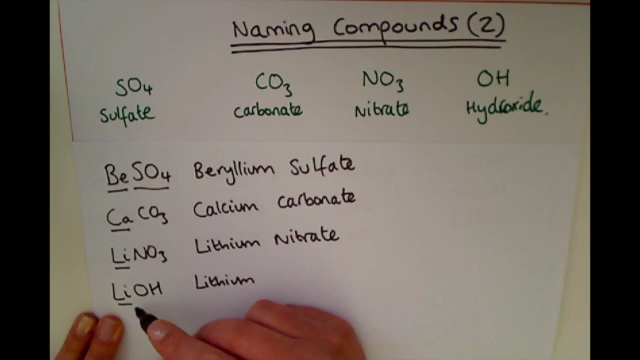 Naming Compounds (2)
SO4 CO3 NO3 OH
Sulfate Carbonate Nitrate Hydroxide.
BeSO4 Beryllium Sulfate
CaCO3 Calcium Carbonate
LiNO3 Lithium Nitrate
LiOH Lithium